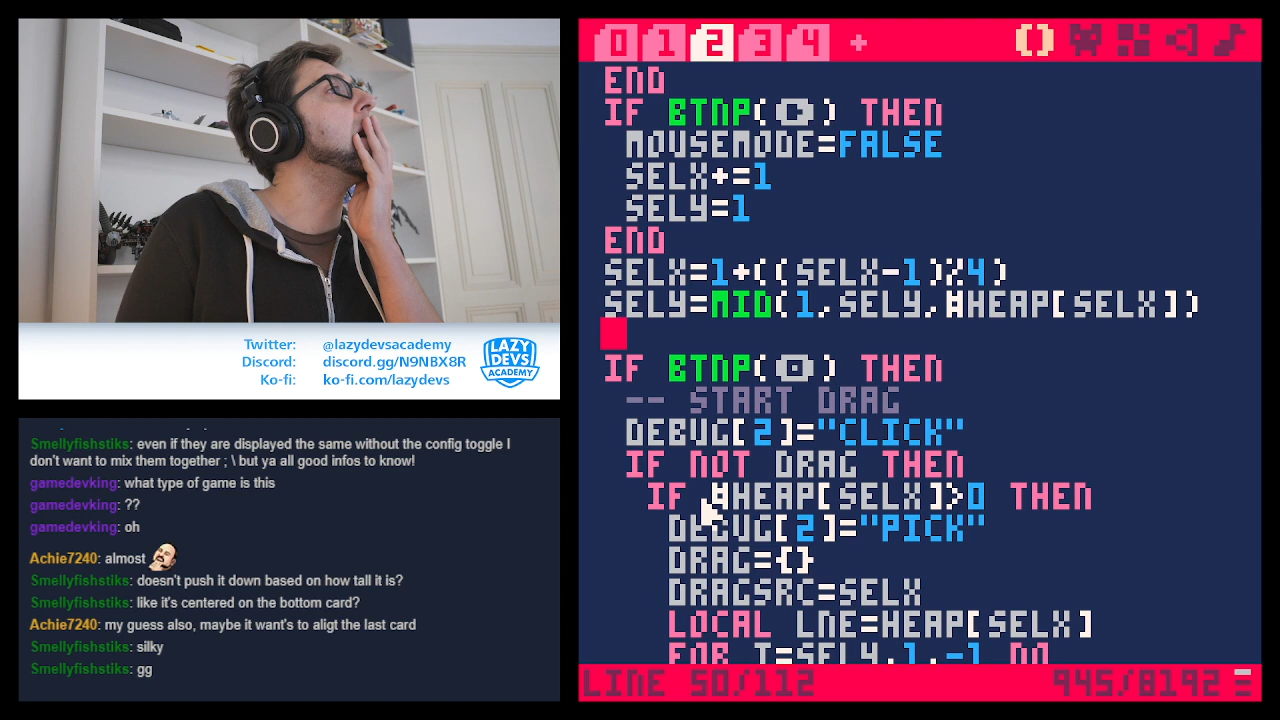 Twitter: @lazydevsacademy
Discord: discord.gg/N9NBX8R
Ko-fi: ko-fi.com/lazydevs
LAZY
DEVS
ACADEMY
Smellyfishstiks: even if they are displayed the same without the config toggle I
don't want to mix them together ; \ but ya all good infos to know!
gamedevking: what type of game is this
gamedevking: ??
gamedevking: oh
Achie7240: almost
Smellyfishstiks: doesn't push it down based on how tall it is?
Smellyfishstiks: like it's centered on the bottom card?
Achie7240: my guess also, maybe it want's to aligt the last card
Smellyfishstiks: silky
Smellyfishstiks: gg
0 1 2 3 4 +
END
IF BTNP(▶) THEN
MOUSEMODE=FALSE
SELX+=1
SELY=1
END
SELX=1+((SELX-1)%4)
SELY=MID(1,SELY,#HEAP[SELX])
IF BTNP() THEN
-- START DRAG
DEBUG[2]="CLICK"
IF NOT DRAG THEN
IF #HEAP[SELX]>0 THEN
DEBUG[2]="PICK"
DRAG={}
DRAGSRC=SELX
LOCAL LNE=HEAP[SELX]
FOR I=SELY,1,-1 DO
LINE 50/112
945/8192